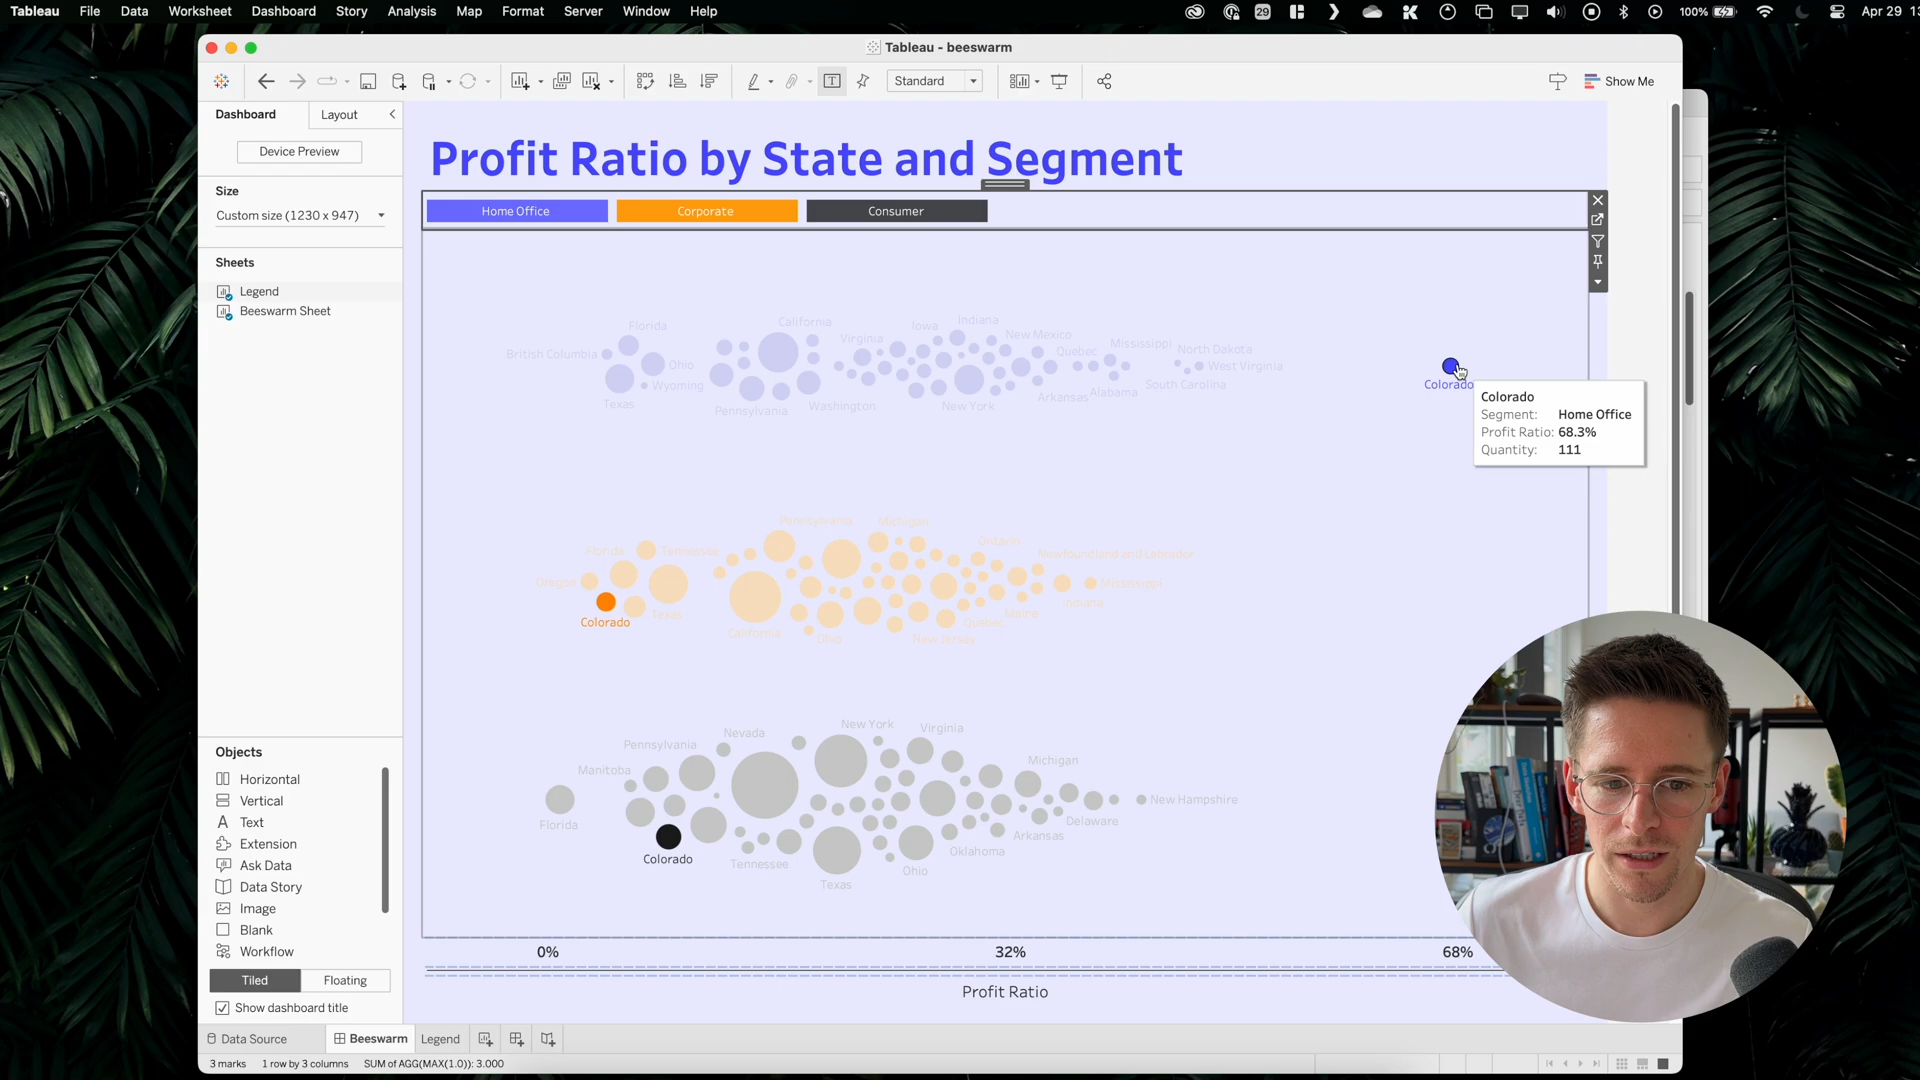 Tableau File Data Worksheet Dashboard Story Analysis Map Format Server Window Help
29 100% Apr 29
Tableau - beeswarm
Standard Show Me
Dashboard Layout
Device Preview
Size
Custom size (1230 x 947)
Sheets
Legend
Beeswarm Sheet
Objects
Horizontal
Vertical
Text
Extension
Ask Data
Data Story
Image
Blank
Workflow
Tiled Floating
Show dashboard title
Profit Ratio by State and Segment
Home Office Corporate Consumer
Florida California Iowa Indiana
Virginia New Mexico
British Columbia Ohio Quebec Mississippi North Dakota
West Virginia
Wyoming South Carolina
Texas Pennsylvania Washington New York Arkansas Alabama
Colorado
Colorado
Segment: Home Office
Profit Ratio: 68.3%
Quantity: 111
Pennsylvania Michigan
Florida Tennessee Ontario Newfoundland and Labrador
Oregon Mississippi
Texas Indiana
Colorado California Ohio New Jersey Quebec Maine
New York Virginia
Pennsylvania Nevada
Manitoba Michigan
New Hampshire
Florida Delaware
Arkansas
Colorado Tennessee Oklahoma
Texas Ohio
0% 32% 68%
Profit Ratio
Data Source Beeswarm Legend
3 marks 1 row by 3 columns SUM of AGG(MAX(1.0)): 3.000